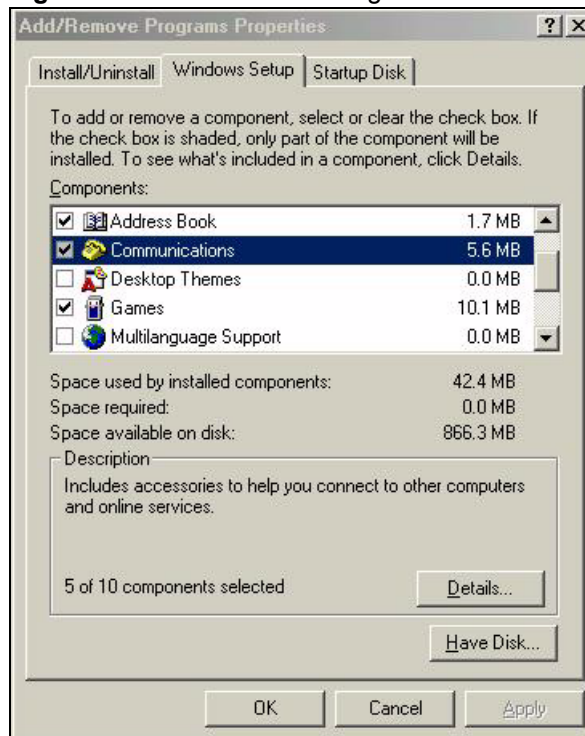 Add/Remove Programs Properties
Install/Uninstall Windows Setup Startup Disk
To add or remove a component, select or clear the check box. If
the check box is shaded, only part of the component will be
installed. To see what's included in a component, click Details.
Components:
Address Book 1.7 MB
Communications 5.6 MB
Desktop Themes 0.0 MB
Games 10.1 MB
Multilanguage Support 0.0 MB
Space used by installed components: 42.4 MB
Space required: 0.0 MB
Space available on disk: 866.3 MB
Description
Includes accessories to help you connect to other computers
and online services.
5 of 10 components selected Details...
Have Disk...
OK Cancel Apply